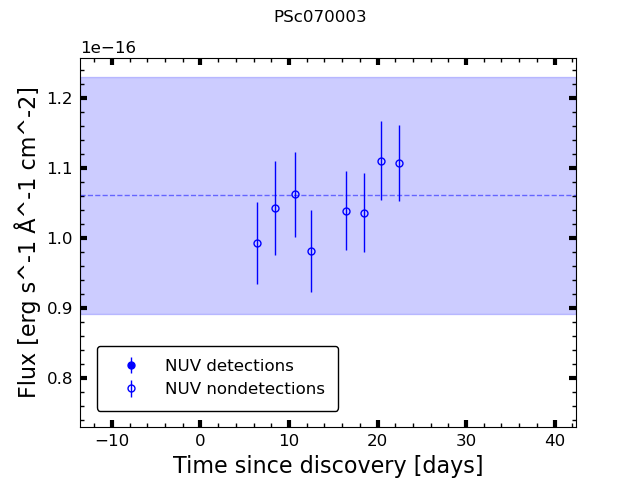 PSc070003
1e−16
1.2
1.1
1.0
0.9
0.8
Flux [erg s^-1 Å^-1 cm^-2]
NUV detections
NUV nondetections
−10 0 10 20 30 40
Time since discovery [days]